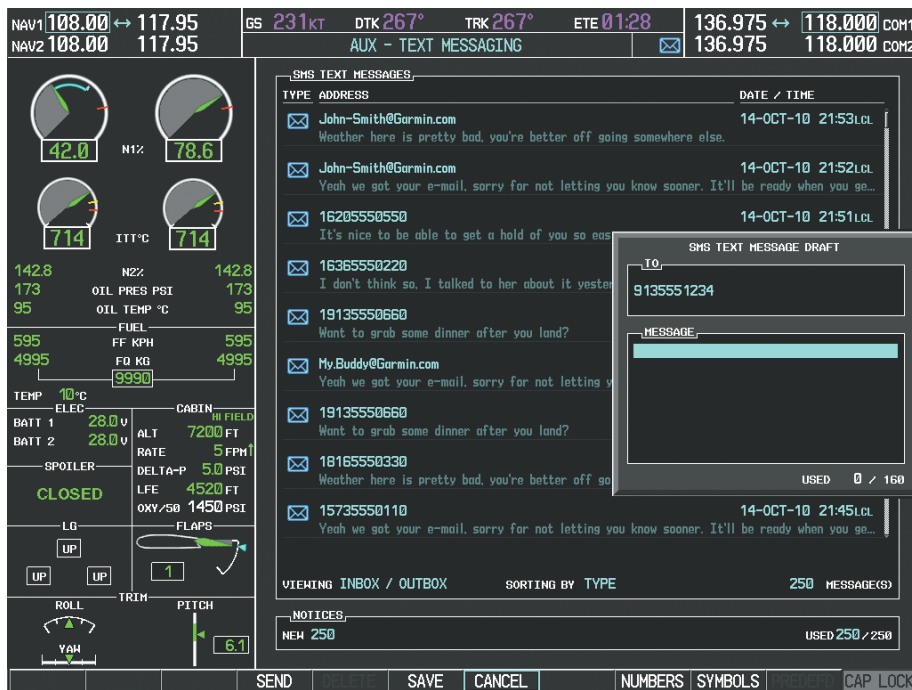 NAV1 108.00 ↔ 117.95
NAV2 108.00 117.95
GS 231KT DTK 267° TRK 267° ETE 01:28
AUX - TEXT MESSAGING
136.975 ↔ 118.000 COM1
136.975 118.000 COM2
42.0 N1% 78.6
714 ITT°C 714
142.8 N2% 142.8
173 OIL PRES PSI 173
95 OIL TEMP °C 95
FUEL
595 FF KPH 595
4995 FQ KG 4995
9990
TEMP 10°C
ELEC
BATT 1 28.0 V
BATT 2 28.0 V
SPOILER
CLOSED
CABIN
HI FIELD
ALT 7200 FT
RATE 5 FPM↑
DELTA-P 5.0 PSI
LFE 4520 FT
OXY/50 1450 PSI
LG
UP
UP UP
FLAPS
1
TRIM
ROLL PITCH
YAW 6.1
SMS TEXT MESSAGES
TYPE ADDRESS DATE / TIME
John-Smith@Garmin.com 14-OCT-10 21:53LCL
Weather here is pretty bad, you're better off going somewhere else.
John-Smith@Garmin.com 14-OCT-10 21:52LCL
Yeah we got your e-mail, sorry for not letting you know sooner. It'll be ready when you ge...
16205550550 14-OCT-10 21:51LCL
It's nice to be able to get a hold of you so eas
16365550220
I don't think so, I talked to her about it yester
19135550660
Want to grab some dinner after you land?
My.Buddy@Garmin.com
Yeah we got your e-mail, sorry for not letting y
19135550660
Want to grab some dinner after you land?
18165550330
Weather here is pretty bad, you're better off go
15735550110 14-OCT-10 21:45LCL
Yeah we got your e-mail, sorry for not letting you know sooner. It'll be ready when you ge...
VIEWING INBOX / OUTBOX SORTING BY TYPE 250 MESSAGE(S)
NOTICES
NEW 250 USED 250/250
SMS TEXT MESSAGE DRAFT
TO
9135551234
MESSAGE
USED 0 / 160
SEND DELETE SAVE CANCEL NUMBERS SYMBOLS PREDEFD CAP LOCK